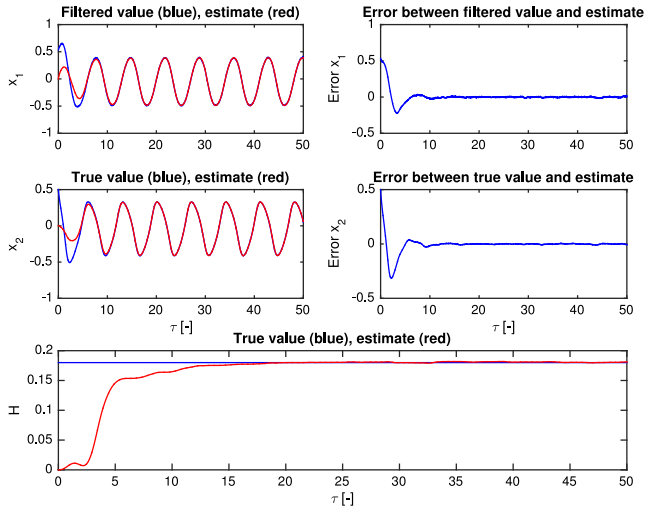 Filtered value (blue), estimate (red)
1
0.5
0
-0.5
-1
x1
0 10 20 30 40 50
τ [-]
Error between filtered value and estimate
1
0.5
0
-0.5
Error x1
0 10 20 30 40 50
τ [-]
True value (blue), estimate (red)
0.5
0
-0.5
-1
x2
0 10 20 30 40 50
τ [-]
Error between true value and estimate
0.5
0
-0.5
Error x2
0 10 20 30 40 50
τ [-]
True value (blue), estimate (red)
0.2
0.15
0.1
0.05
0
H
0 5 10 15 20 25 30 35 40 45 50
τ [-]